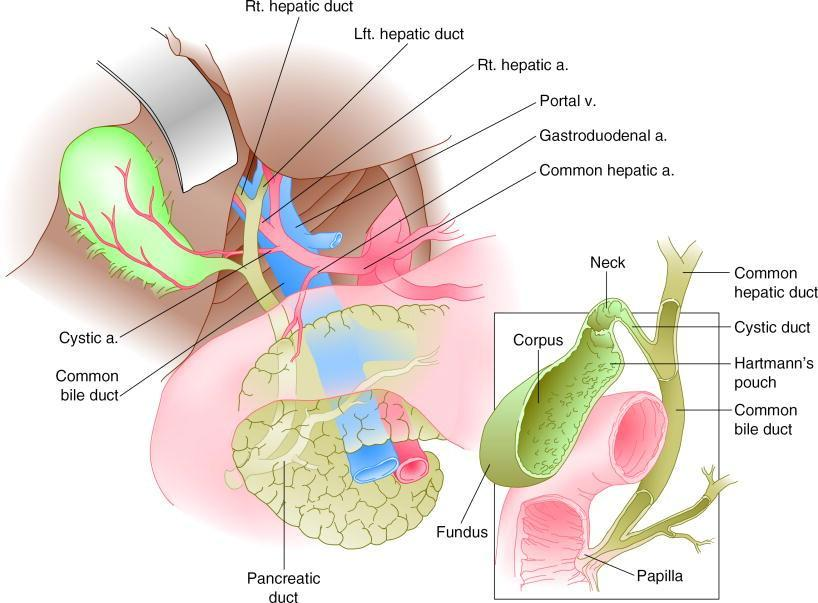 Rt. hepatic duct
Lft. hepatic duct
Rt. hepatic a.
Portal v.
Gastroduodenal a.
Common hepatic a.
Cystic a.
Common
bile duct
Pancreatic
duct
Neck
Corpus
Fundus
Common
hepatic duct
Cystic duct
Hartmann's
pouch
Common
bile duct
Papilla